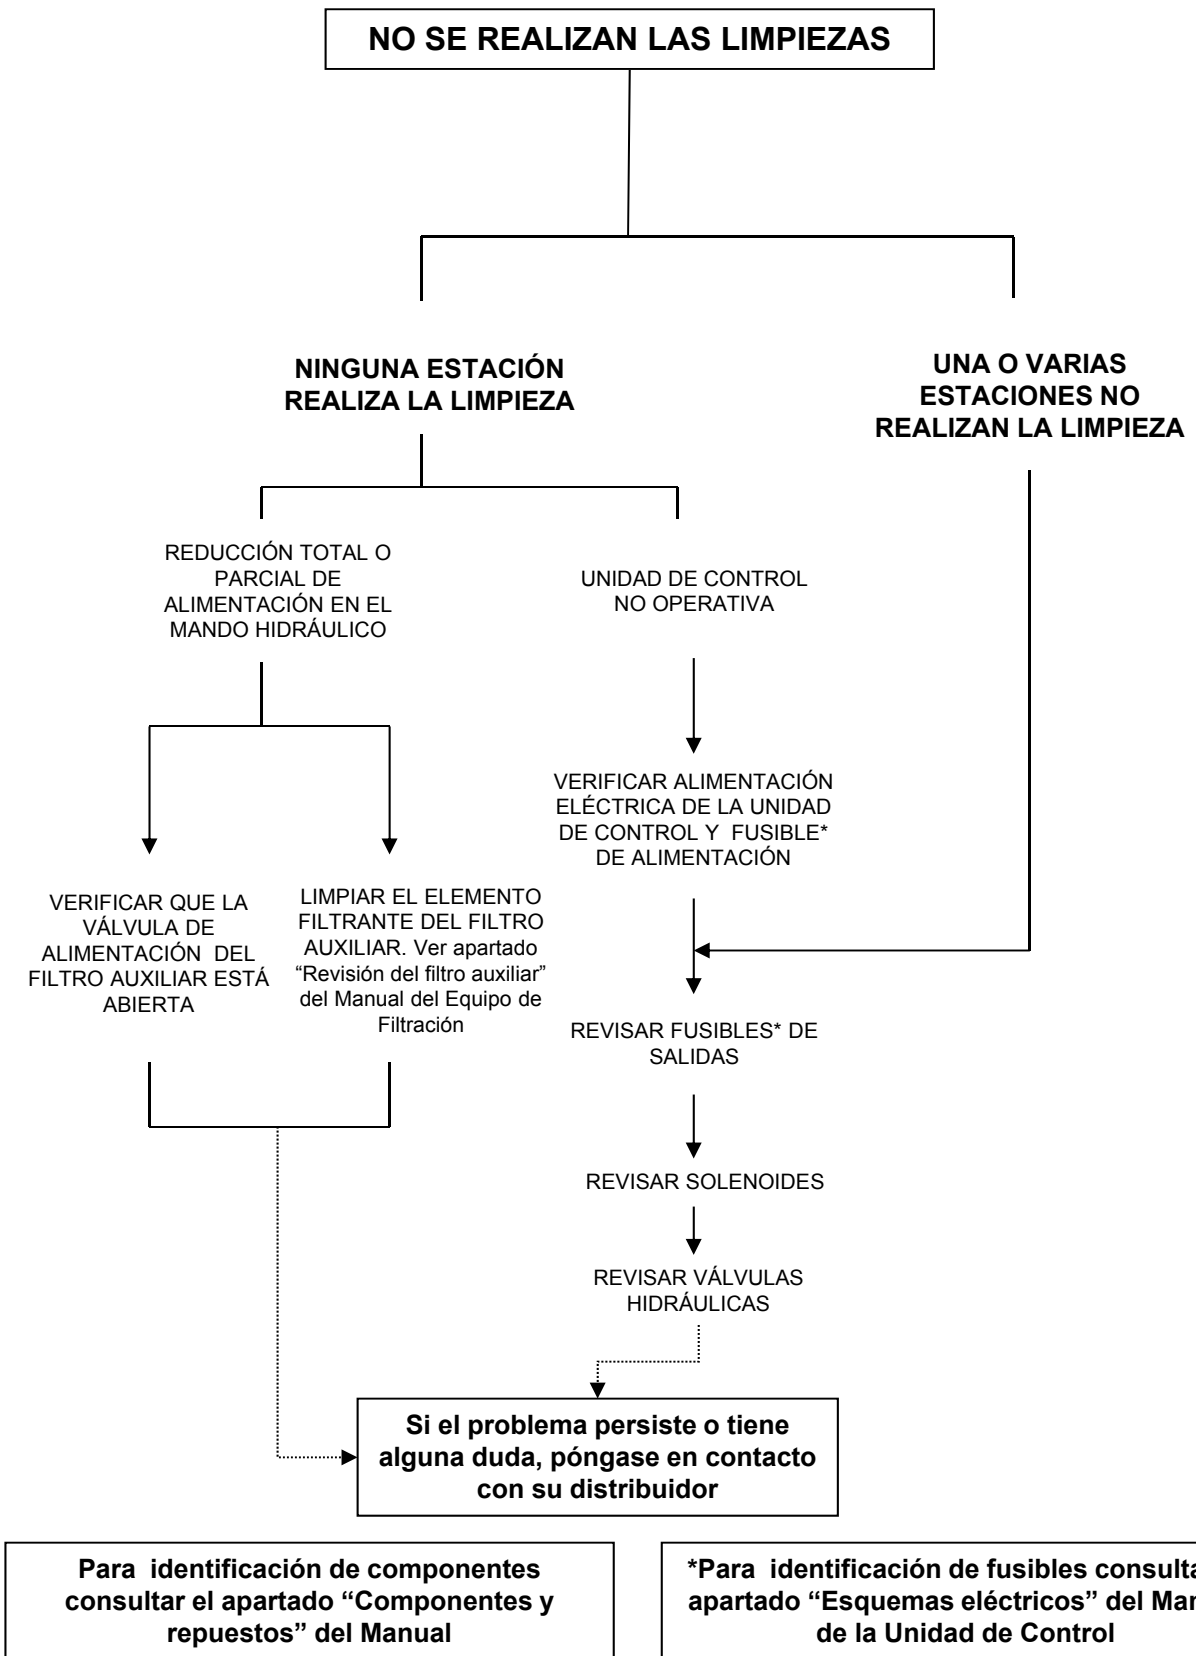 NO SE REALIZAN LAS LIMPIEZAS
NINGUNA ESTACIÓN
REALIZA LA LIMPIEZA
UNA O VARIAS
ESTACIONES NO
REALIZAN LA LIMPIEZA
REDUCCIÓN TOTAL O
PARCIAL DE
ALIMENTACIÓN EN EL
MANDO HIDRÁULICO
UNIDAD DE CONTROL
NO OPERATIVA
VERIFICAR ALIMENTACIÓN
ELÉCTRICA DE LA UNIDAD
DE CONTROL Y FUSIBLE*
DE ALIMENTACIÓN
VERIFICAR QUE LA
VÁLVULA DE
ALIMENTACIÓN DEL
FILTRO AUXILIAR ESTÁ
ABIERTA
LIMPIAR EL ELEMENTO
FILTRANTE DEL FILTRO
AUXILIAR. Ver apartado
“Revisión del filtro auxiliar”
del Manual del Equipo de
Filtración
REVISAR FUSIBLES* DE
SALIDAS
REVISAR SOLENOIDES
REVISAR VÁLVULAS
HIDRÁULICAS
Si el problema persiste o tiene
alguna duda, póngase en contacto
con su distribuidor
Para identificación de componentes
consultar el apartado “Componentes y
repuestos” del Manual
*Para identificación de fusibles
apartado “Esquemas eléctricos” del
de la Unidad de Control